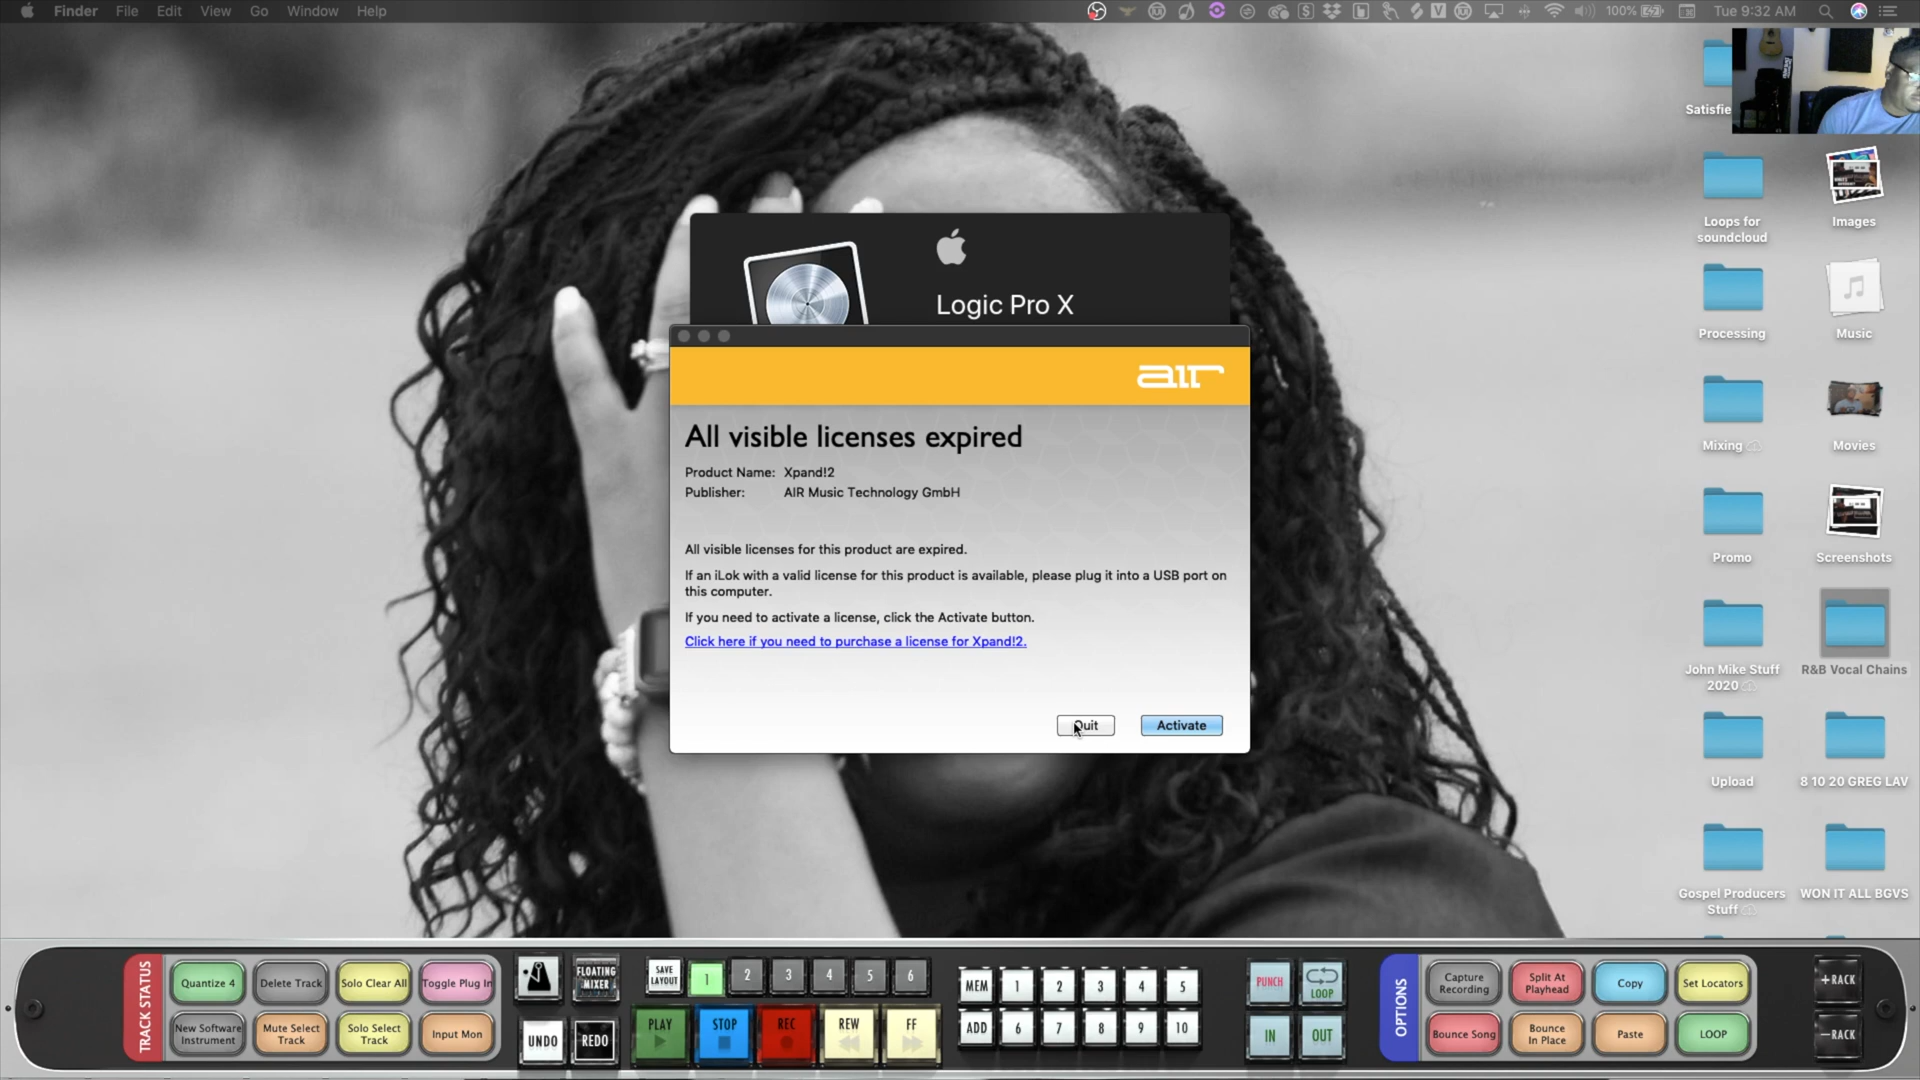 Finder File Edit View Go Window Help
100% Tue 9:32 AM
Satisfie
Loops for
soundcloud
Images
Processing
Music
Mixing
Movies
Promo
Screenshots
John Mike Stuff
2020
R&B Vocal Chains
Upload
8 10 20 GREG LAV
Gospel Producers
Stuff
WON IT ALL BGVS
Logic Pro X
AIR
All visible licenses expired
Product Name: Xpand!2
Publisher: AIR Music Technology GmbH
All visible licenses for this product are expired.
If an iLok with a valid license for this product is available, please plug it into a USB port on
this computer.
If you need to activate a license, click the Activate button.
Click here if you need to purchase a license for Xpand!2.
Quit Activate
TRACK STATUS
Quantize 4 Delete Track Solo Clear All Toggle Plug In
New Software
Instrument
Mute Select
Track
Solo Select
Track
Input Mon
FLOATING
MIXER
UNDO REDO
SAVE
LAYOUT
1 2 3 4 5 6
PLAY STOP REC REW FF
MEM 1 2 3 4 5
ADD 6 7 8 9 10
PUNCH LOOP
IN OUT
OPTIONS
Capture
Recording
Split At
Playhead
Copy
Set Locators
Bounce Song
Bounce
In Place
Paste
LOOP
+RACK
-RACK